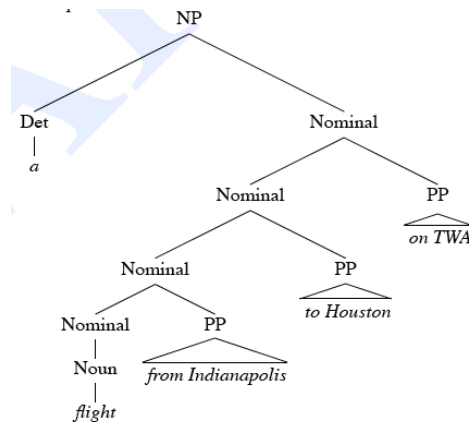 NP
Det Nominal
a
Nominal PP
on TWA
Nominal PP
to Houston
Nominal PP
Noun from Indianapolis
flight